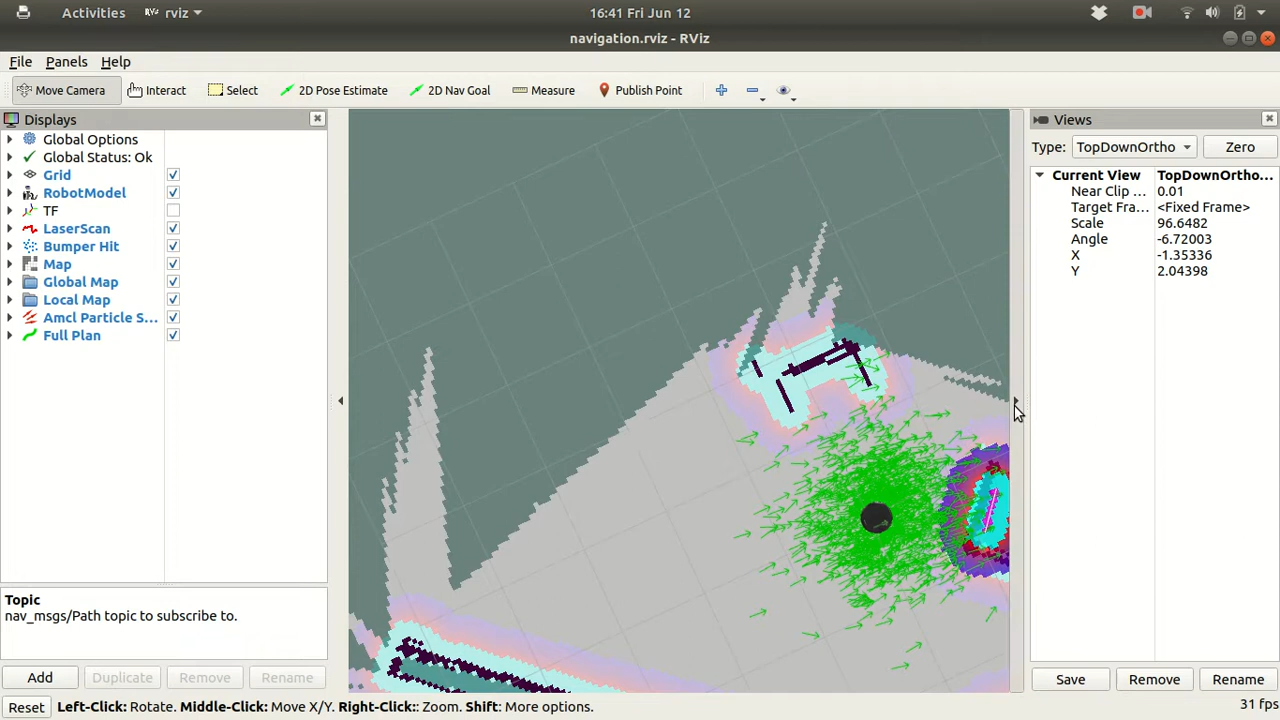 Activities rviz 16:41 Fri Jun 12
navigation.rviz - RViz
File Panels Help
Move Camera Interact Select 2D Pose Estimate 2D Nav Goal Measure Publish Point
Displays
Global Options
Global Status: Ok
Grid
RobotModel
TF
LaserScan
Bumper Hit
Map
Global Map
Local Map
Amcl Particle S...
Full Plan
Topic
nav_msgs/Path topic to subscribe to.
Add Duplicate Remove Rename
Views
Type: TopDownOrtho Zero
Current View TopDownOrtho...
Near Clip ... 0.01
Target Fra... <Fixed Frame>
Scale 96.6482
Angle -6.72003
X -1.35336
Y 2.04398
Save Remove Rename
Reset Left-Click: Rotate. Middle-Click: Move X/Y. Right-Click:: Zoom. Shift: More options. 31 fps